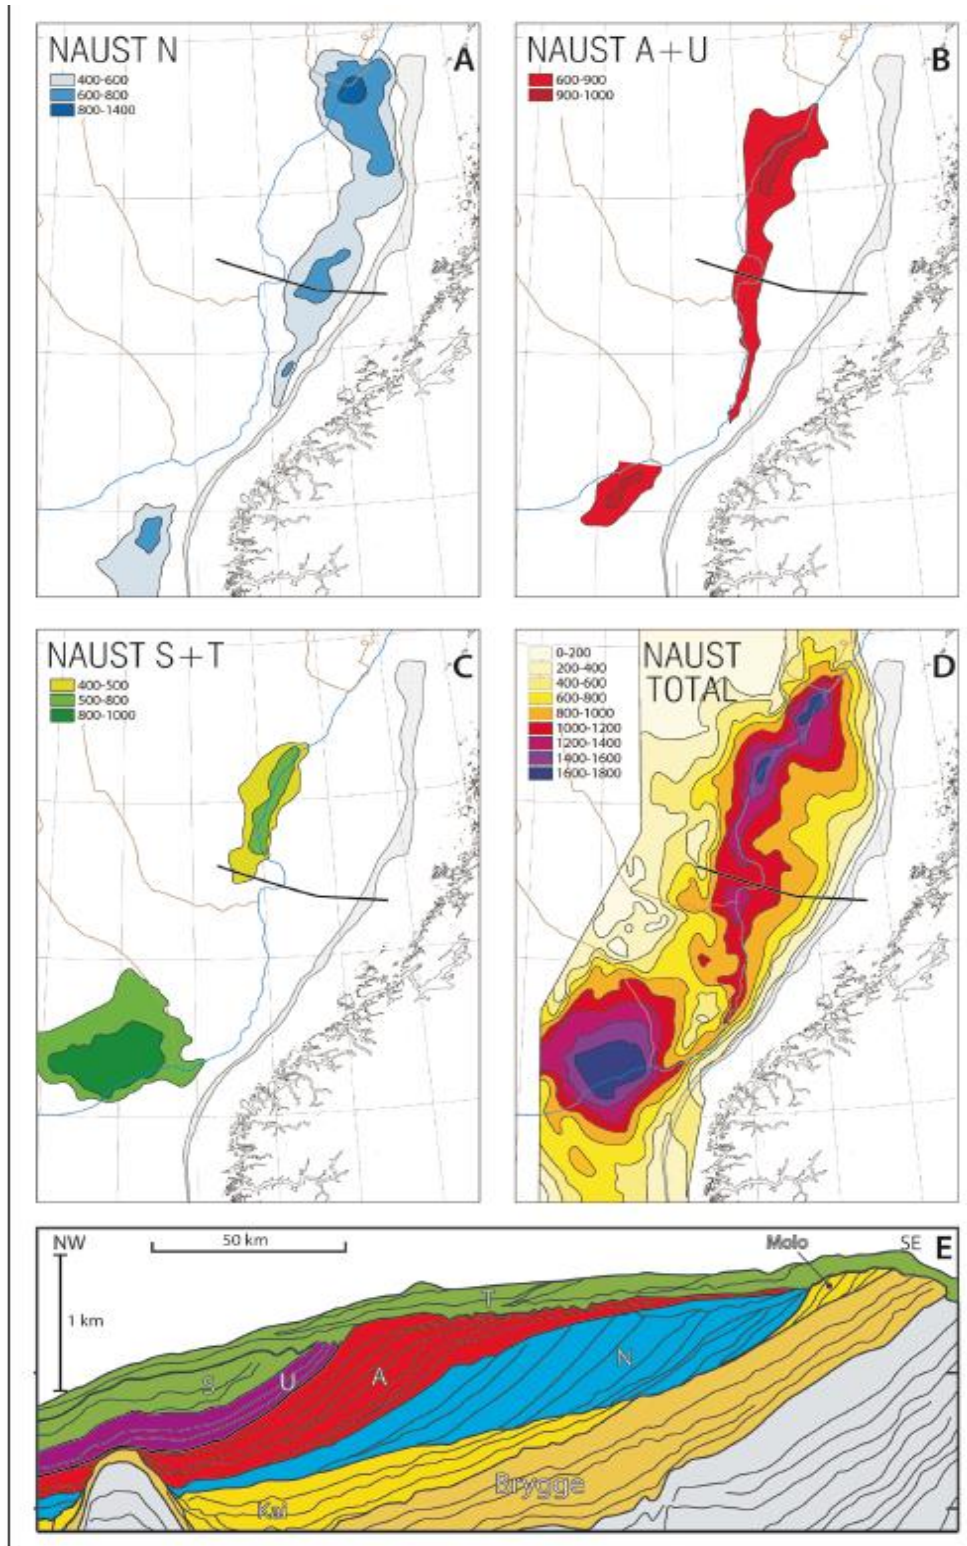 NAUST N
A
400-600
600-800
800-1400
NAUST A+U
B
600-900
900-1000
NAUST S+T
C
400-500
500-800
800-1000
NAUST
TOTAL
D
0-200
200-400
400-600
600-800
800-1000
1000-1200
1200-1400
1400-1600
1600-1800
NW
50 km
Molo
SE
E
1 km
T
S
U
A
N
Brygge
Kai